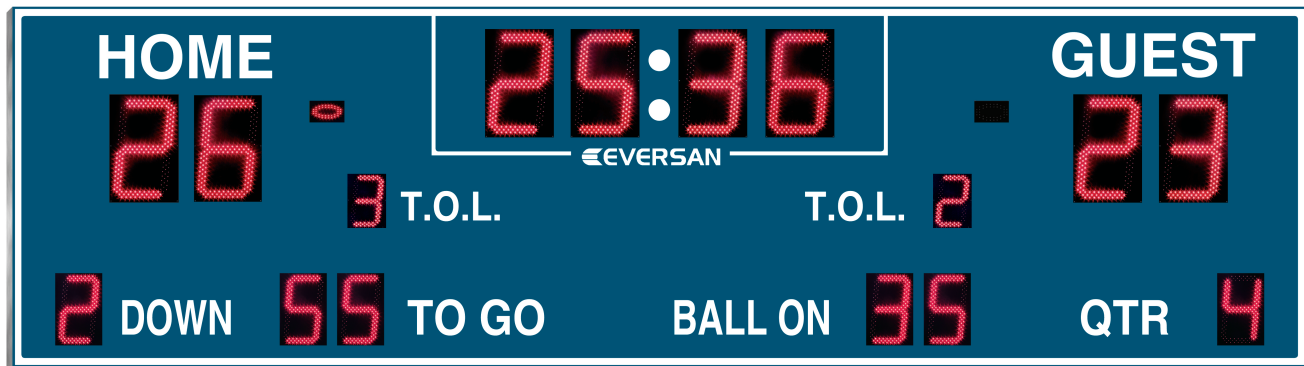 HOME 25:36 GUEST
26 23
EVERSAN
3 T.O.L. T.O.L. 2
2 DOWN 55 TO GO BALL ON 35 QTR 4